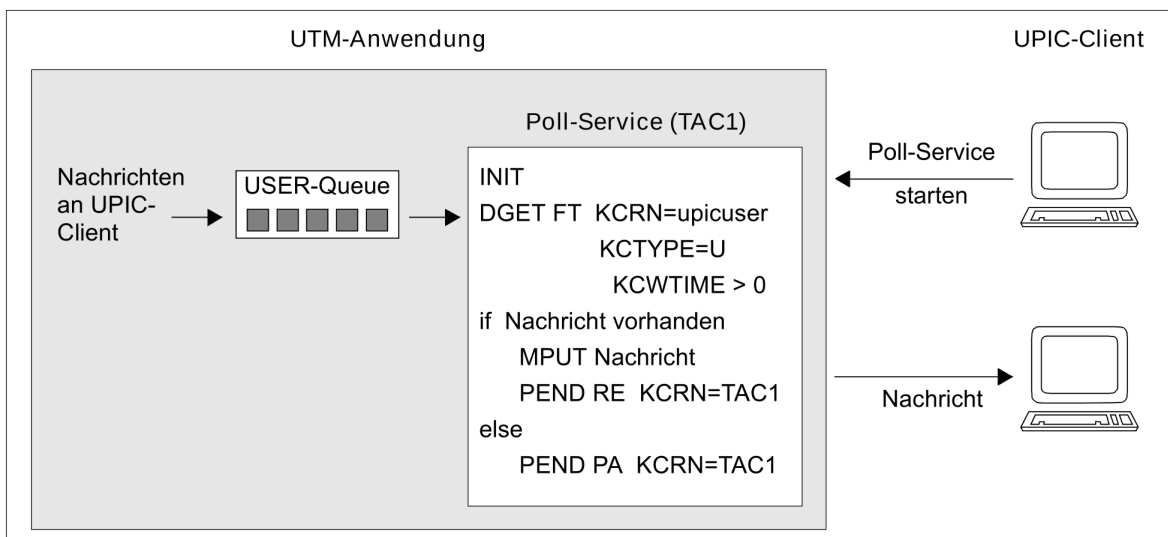 UTM-Anwendung
UPIC-Client
Poll-Service (TAC1)
Nachrichten
an UPIC-
Client
USER-Queue
INIT
DGET FT KCRN=upicuser
KCTYPE=U
KCWTIME > 0
if Nachricht vorhanden
MPUT Nachricht
PEND RE KCRN=TAC1
else
PEND PA KCRN=TAC1
Poll-Service
starten
Nachricht